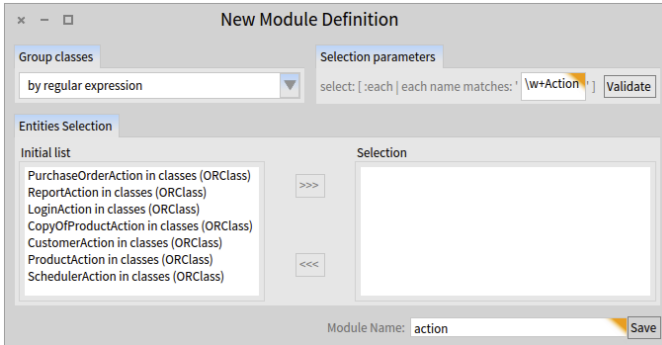 New Module Definition
Group classes
Selection parameters
by regular expression
select: [ :each | each name matches: ' \w+Action ' ] Validate
Entities Selection
Initial list
Selection
PurchaseOrderAction in classes (ORClass)
ReportAction in classes (ORClass)
LoginAction in classes (ORClass)
CopyOfProductAction in classes (ORClass)
CustomerAction in classes (ORClass)
ProductAction in classes (ORClass)
SchedulerAction in classes (ORClass)
>>>
<<<
Module Name: action Save